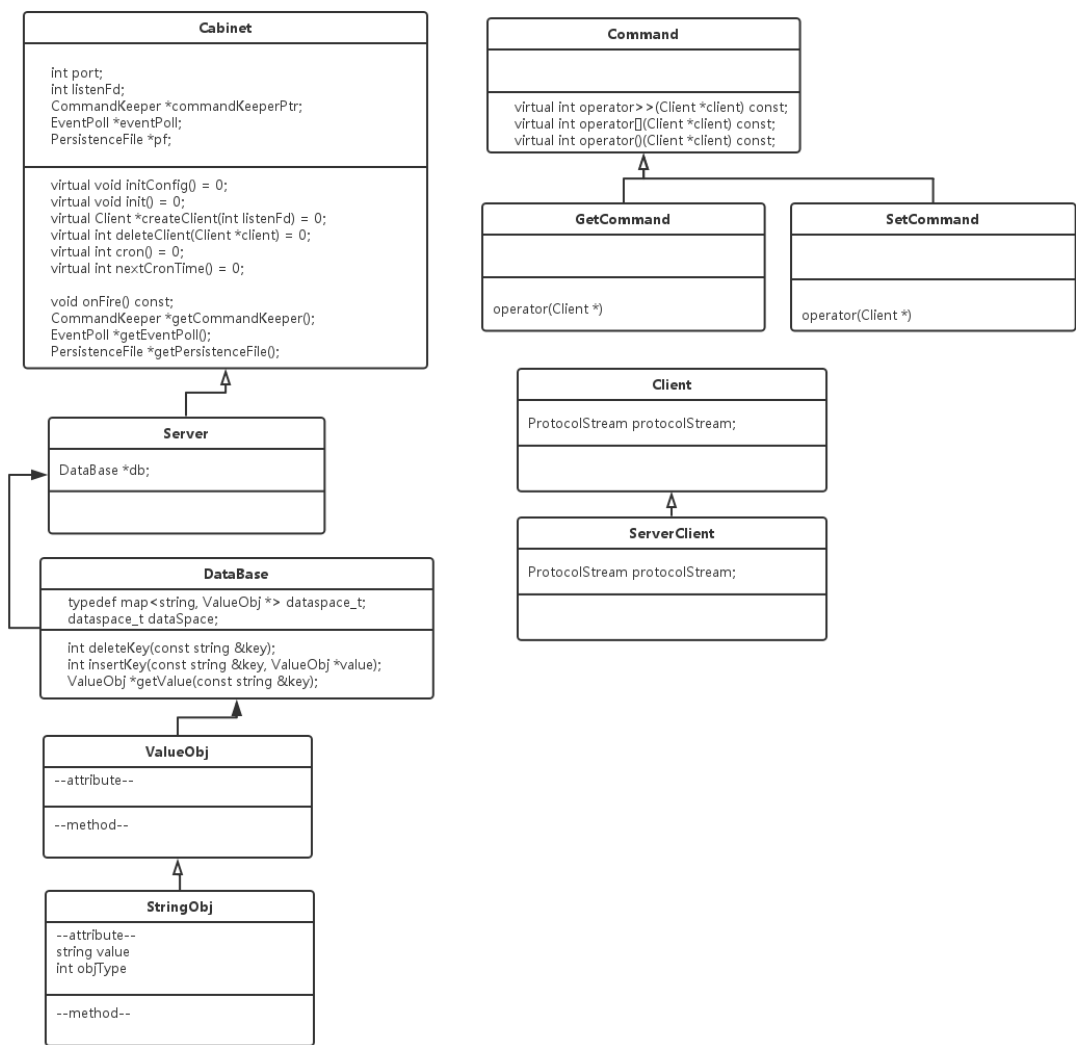 Cabinet
int port;
int listenFd;
CommandKeeper *commandKeeperPtr;
EventPoll *eventPoll;
PersistenceFile *pf;
virtual void initConfig() = 0;
virtual void init() = 0;
virtual Client *createClient(int listenFd) = 0;
virtual int deleteClient(Client *client) = 0;
virtual int cron() = 0;
virtual int nextCronTime() = 0;
void onFire() const;
CommandKeeper *getCommandKeeper();
EventPoll *getEventPoll();
PersistenceFile *getPersistenceFile();
Server
DataBase *db;
DataBase
typedef map<string, ValueObj *> dataspace_t;
dataspace_t dataSpace;
int deleteKey(const string &key);
int insertKey(const string &key, ValueObj *value);
ValueObj *getValue(const string &key);
ValueObj
--attribute--
--method--
StringObj
--attribute--
string value
int objType
--method--
Command
virtual int operator>>(Client *client) const;
virtual int operator[](Client *client) const;
virtual int operator()(Client *client) const;
GetCommand
operator(Client *)
SetCommand
operator(Client *)
Client
ProtocolStream protocolStream;
ServerClient
ProtocolStream protocolStream;